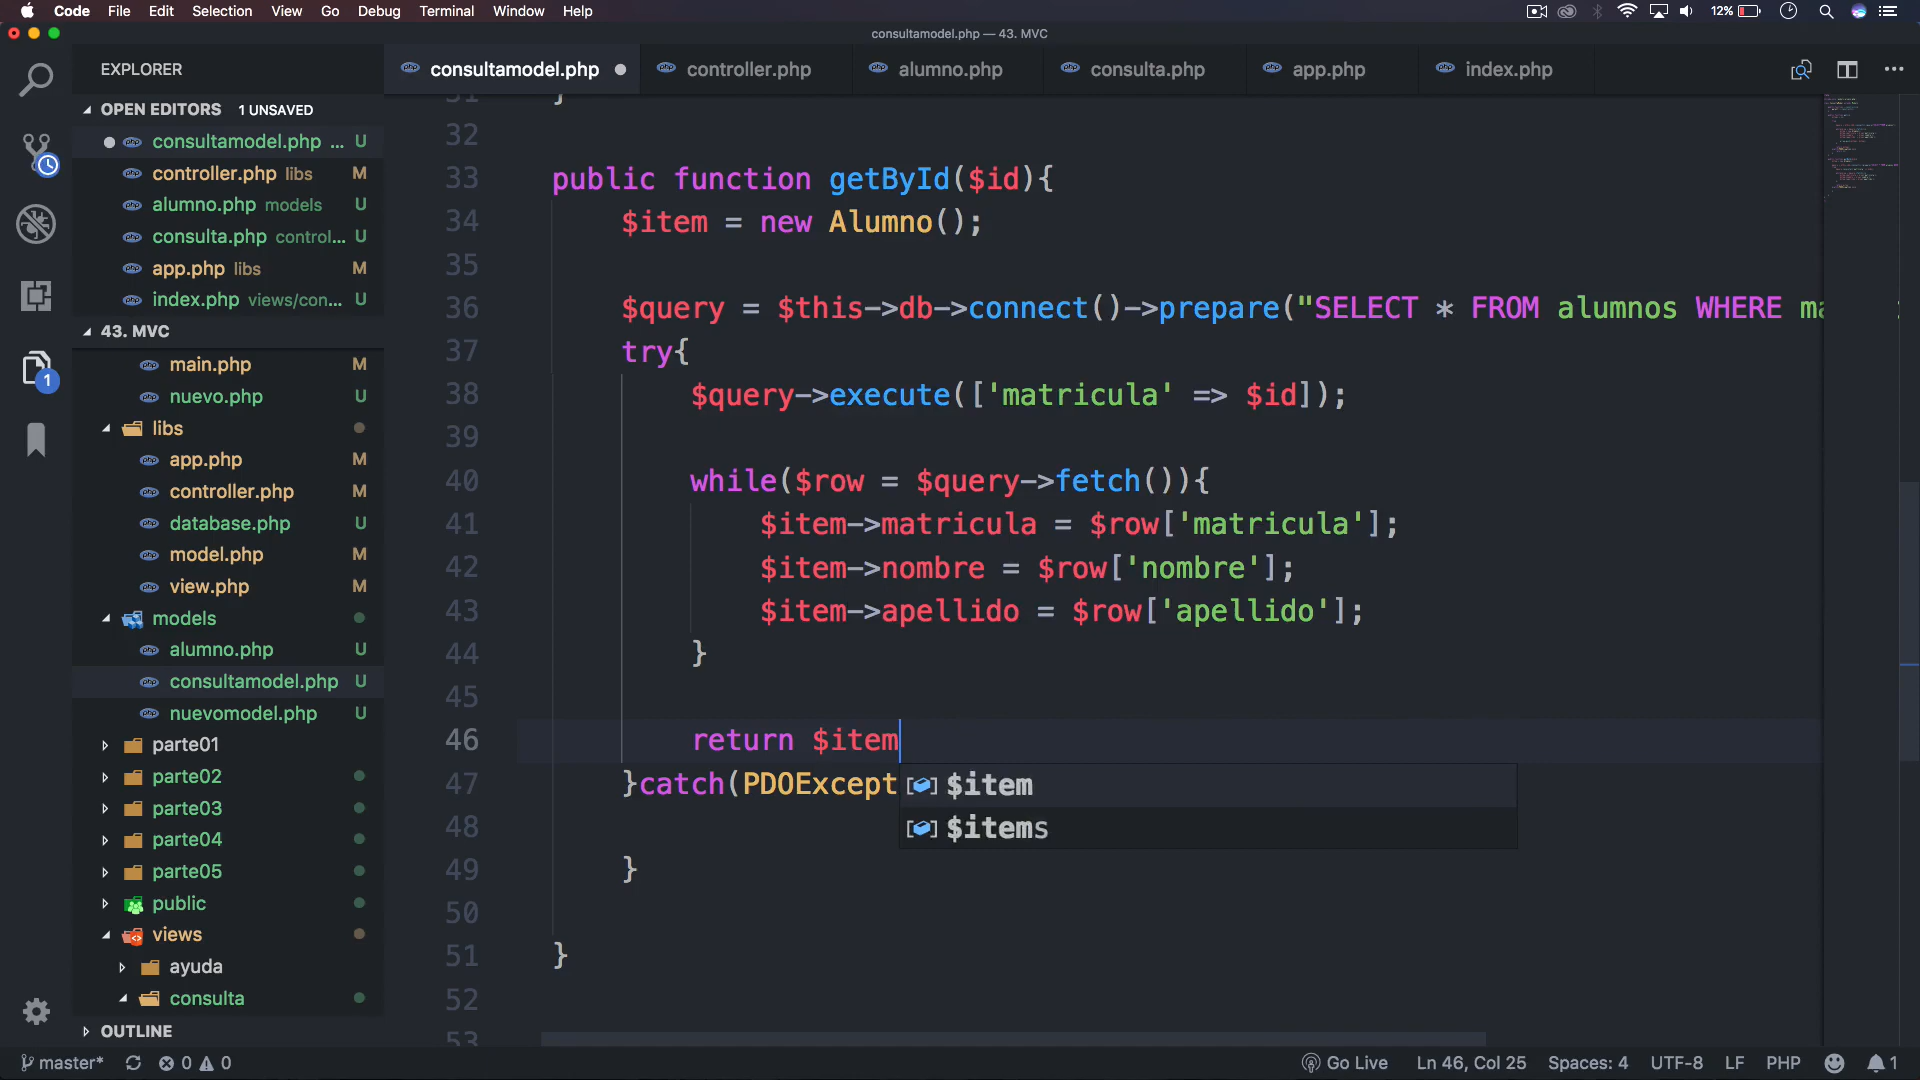 Code File Edit Selection View Go Debug Terminal Window Help 12%
consultamodel.php — 43. MVC
EXPLORER
consultamodel.php controller.php alumno.php consulta.php app.php index.php
OPEN EDITORS 1 UNSAVED
consultamodel.php ... U
controller.php libs M
alumno.php models U
consulta.php control... U
app.php libs M
index.php views/con... U
43. MVC
main.php M
nuevo.php U
libs
app.php M
controller.php M
database.php U
model.php M
view.php M
models
alumno.php U
consultamodel.php U
nuevomodel.php U
parte01
parte02
parte03
parte04
parte05
public
views
ayuda
consulta
OUTLINE
1
31 }
32
33 public function getById($id){
34 $item = new Alumno();
35
36 $query = $this->db->connect()->prepare("SELECT * FROM alumnos WHERE
37 try{
38 $query->execute(['matricula' => $id]);
39
40 while($row = $query->fetch()){
41 $item->matricula = $row['matricula'];
42 $item->nombre = $row['nombre'];
43 $item->apellido = $row['apellido'];
44 }
45
46 return $item
47 }catch(PDOExcept
$item
$items
48
49 }
50
51 }
52
53
master* 0 0 Go Live Ln 46, Col 25 Spaces: 4 UTF-8 LF PHP 1